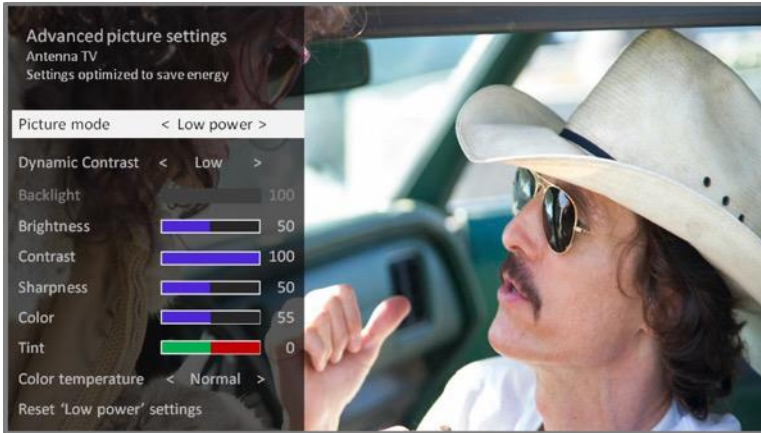 Advanced picture settings
Antenna TV
Settings optimized to save energy
Picture mode < Low power >
Dynamic Contrast < Low >
Backlight 100
Brightness 50
Contrast 100
Sharpness 50
Color 55
Tint 0
Color temperature < Normal >
Reset ‘Low power’ settings